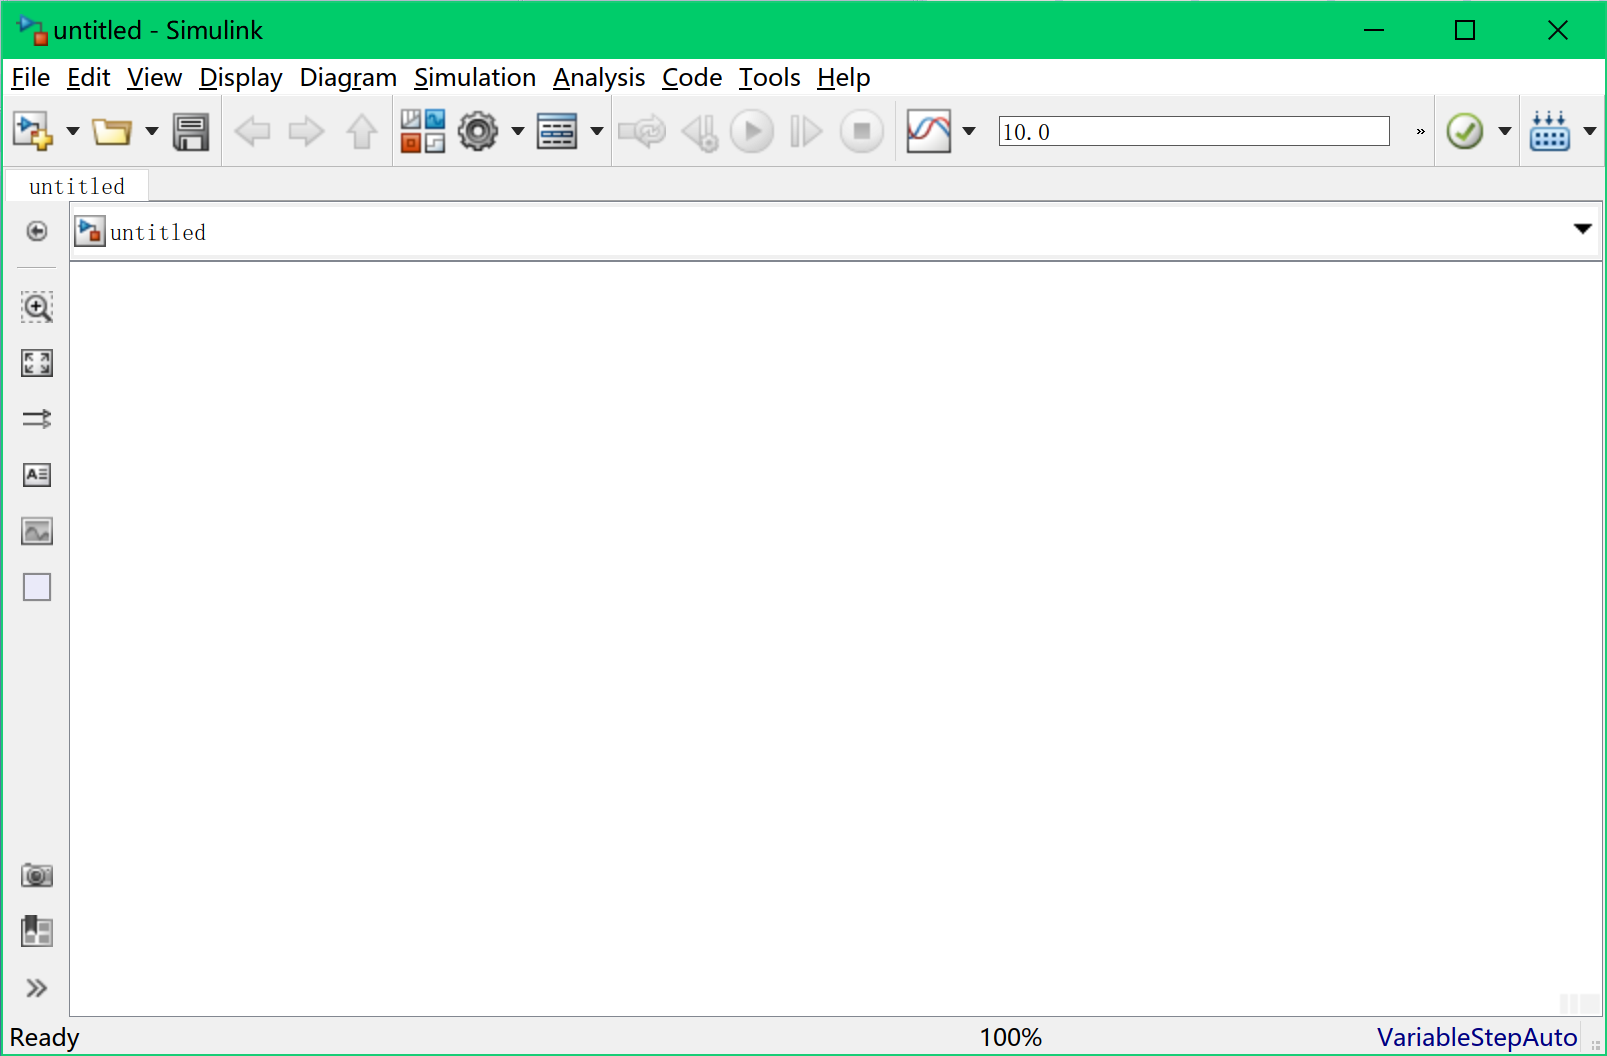 untitled - Simulink
File Edit View Display Diagram Simulation Analysis Code Tools Help
10.0 »
untitled
untitled
Ready 100% VariableStepAuto